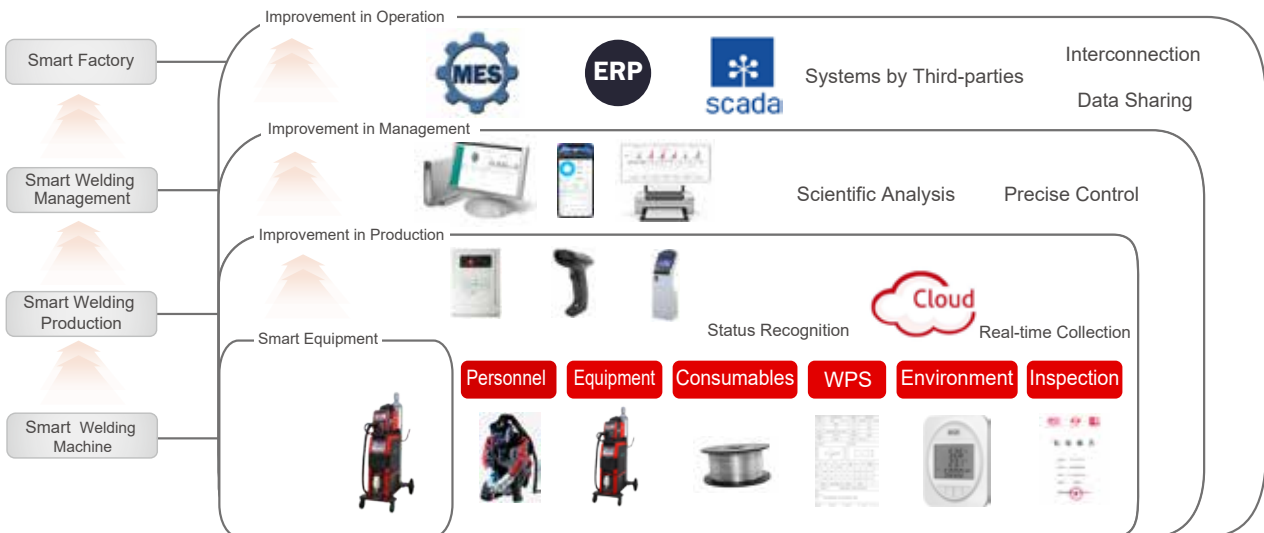 Improvement in Operation
Smart Factory
MES
ERP
scada
Systems by Third-parties
Interconnection
Data Sharing
Improvement in Management
Smart Welding
Management
Scientific Analysis
Precise Control
Improvement in Production
Smart Welding
Production
Cloud
Status Recognition
Real-time Collection
Smart Equipment
Personnel
Equipment
Consumables
WPS
Environment
Inspection
Smart Welding
Machine